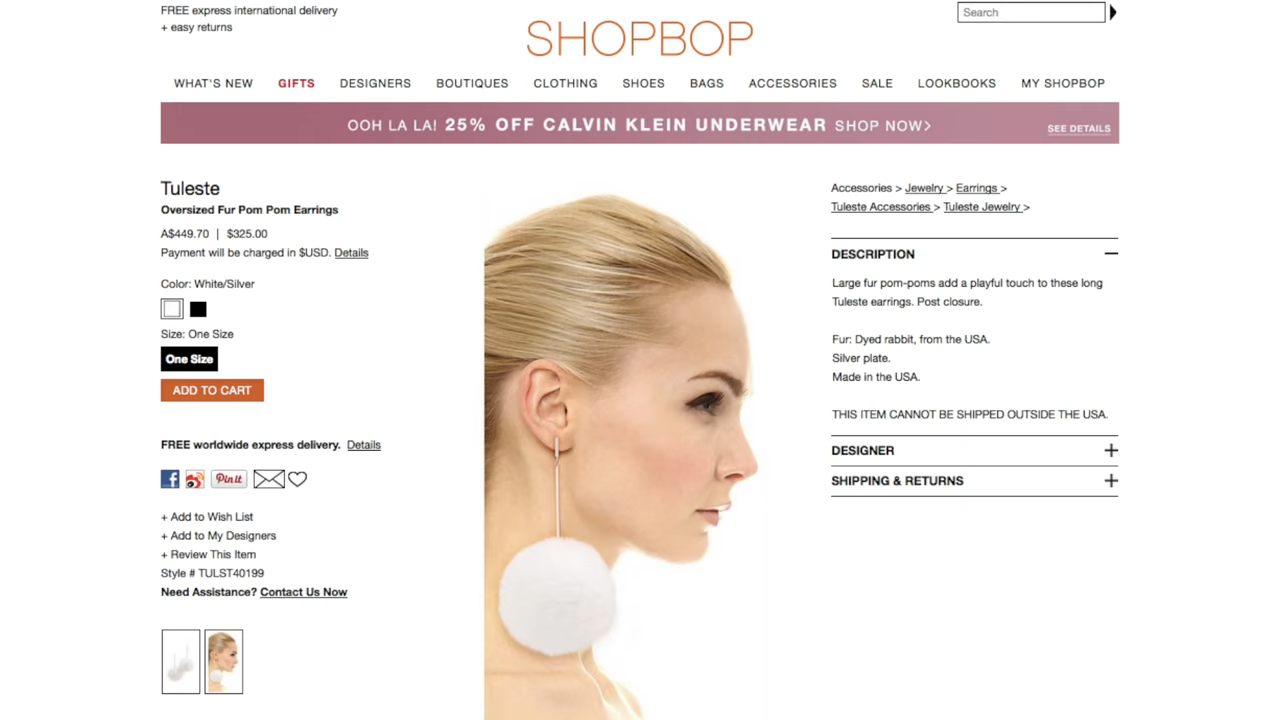 FREE express international delivery
+ easy returns
Search
SHOPBOP
WHAT'S NEW GIFTS DESIGNERS BOUTIQUES CLOTHING SHOES BAGS ACCESSORIES SALE LOOKBOOKS MY SHOPBOP
OOH LA LA! 25% OFF CALVIN KLEIN UNDERWEAR SHOP NOW>
SEE DETAILS
Tuleste
Oversized Fur Pom Pom Earrings
A$449.70 | $325.00
Payment will be charged in $USD. Details
Color: White/Silver
Size: One Size
One Size
ADD TO CART
FREE worldwide express delivery. Details
f
Pin it
+ Add to Wish List
+ Add to My Designers
+ Review This Item
Style # TULST40199
Need Assistance? Contact Us Now
Accessories > Jewelry > Earrings >
Tuleste Accessories > Tuleste Jewelry >
DESCRIPTION
Large fur pom-poms add a playful touch to these long
Tuleste earrings. Post closure.
Fur: Dyed rabbit, from the USA.
Silver plate.
Made in the USA.
THIS ITEM CANNOT BE SHIPPED OUTSIDE THE USA.
DESIGNER
SHIPPING & RETURNS